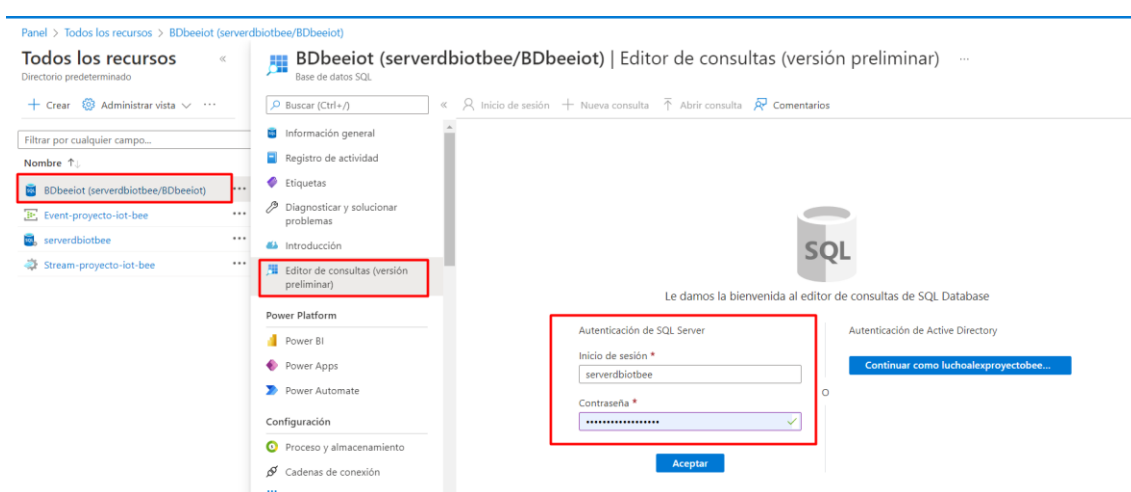 Panel > Todos los recursos > BDbeeiot (serverdbiotbee/BDbeeiot)
Todos los recursos «
Directorio predeterminado
+ Crear Administrar vista ···
Filtrar por cualquier campo...
Nombre ↑↓
BDbeeiot (serverdbiotbee/BDbeeiot) ···
Event-proyecto-iot-bee ···
serverdbiotbee ···
Stream-proyecto-iot-bee ···
BDbeeiot (serverdbiotbee/BDbeeiot) | Editor de consultas (versión preliminar) ···
Base de datos SQL
Buscar (Ctrl+/) «
Información general
Registro de actividad
Etiquetas
Diagnosticar y solucionar
problemas
Introducción
Editor de consultas (versión
preliminar)
Power Platform
Power BI
Power Apps
Power Automate
Configuración
Proceso y almacenamiento
Cadenas de conexión
Inicio de sesión + Nueva consulta Abrir consulta Comentarios
SQL
Le damos la bienvenida al editor de consultas de SQL Database
Autenticación de SQL Server
Inicio de sesión *
serverdbiotbee
Contraseña *
••••••••••••••••••
Aceptar
O
Autenticación de Active Directory
Continuar como luchoalexproyectobee...